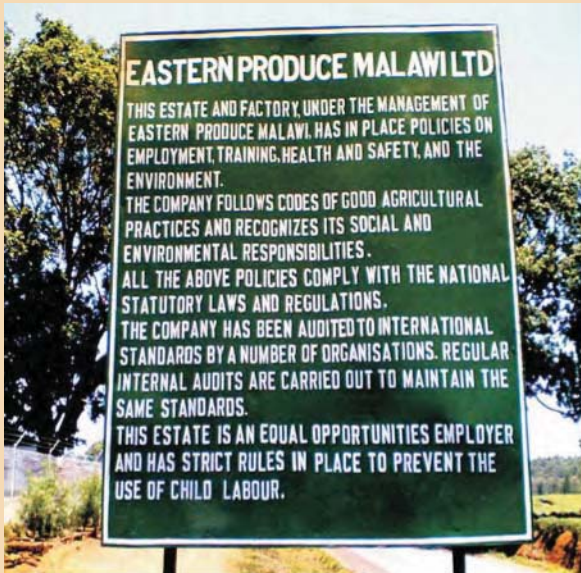 EASTERN PRODUCE MALAWI LTD
THIS ESTATE AND FACTORY, UNDER THE MANAGEMENT OF
EASTERN PRODUCE MALAWI, HAS IN PLACE POLICIES ON
EMPLOYMENT, TRAINING, HEALTH AND SAFETY, AND THE
ENVIRONMENT.
THE COMPANY FOLLOWS CODES OF GOOD AGRICULTURAL
PRACTICES AND RECOGNIZES ITS SOCIAL AND
ENVIRONMENTAL RESPONSIBILITIES.
ALL THE ABOVE POLICIES COMPLY WITH THE NATIONAL
STATUTORY LAWS AND REGULATIONS.
THE COMPANY HAS BEEN AUDITED TO INTERNATIONAL
STANDARDS BY A NUMBER OF ORGANISATIONS. REGULAR
INTERNAL AUDITS ARE CARRIED OUT TO MAINTAIN THE
SAME STANDARDS.
THIS ESTATE IS AN EQUAL OPPORTUNITIES EMPLOYER
AND HAS STRICT RULES IN PLACE TO PREVENT THE
USE OF CHILD LABOUR.